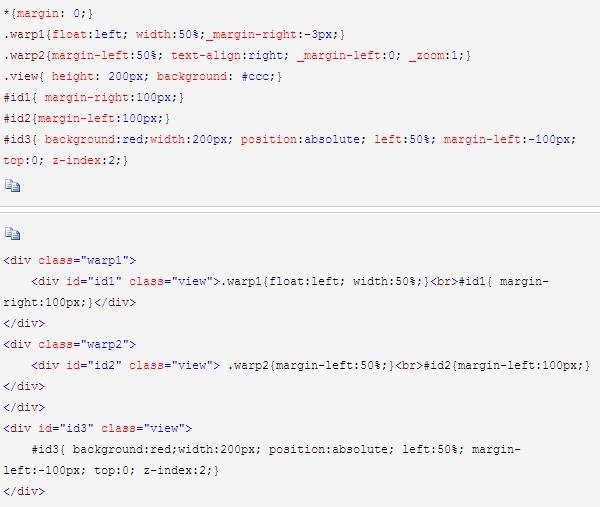 *{margin: 0;}
.warp1{float:left; width:50%;_margin-right:-3px;}
.warp2{margin-left:50%; text-align:right; _margin-left:0; _zoom:1;}
.view{ height: 200px; background: #ccc;}
#id1{ margin-right:100px;}
#id2{margin-left:100px;}
#id3{ background:red;width:200px; position:absolute; left:50%; margin-left:-100px;
top:0; z-index:2;}
<div class="warp1">
    <div id="id1" class="view">.warp1{float:left; width:50%;}<br>#id1{ margin-
right:100px;}</div>
</div>
<div class="warp2">
    <div id="id2" class="view"> .warp2{margin-left:50%;}<br>#id2{margin-left:100px;}
</div>
</div>
<div id="id3" class="view">
    #id3{ background:red;width:200px; position:absolute; left:50%; margin-
left:-100px; top:0; z-index:2;}
</div>